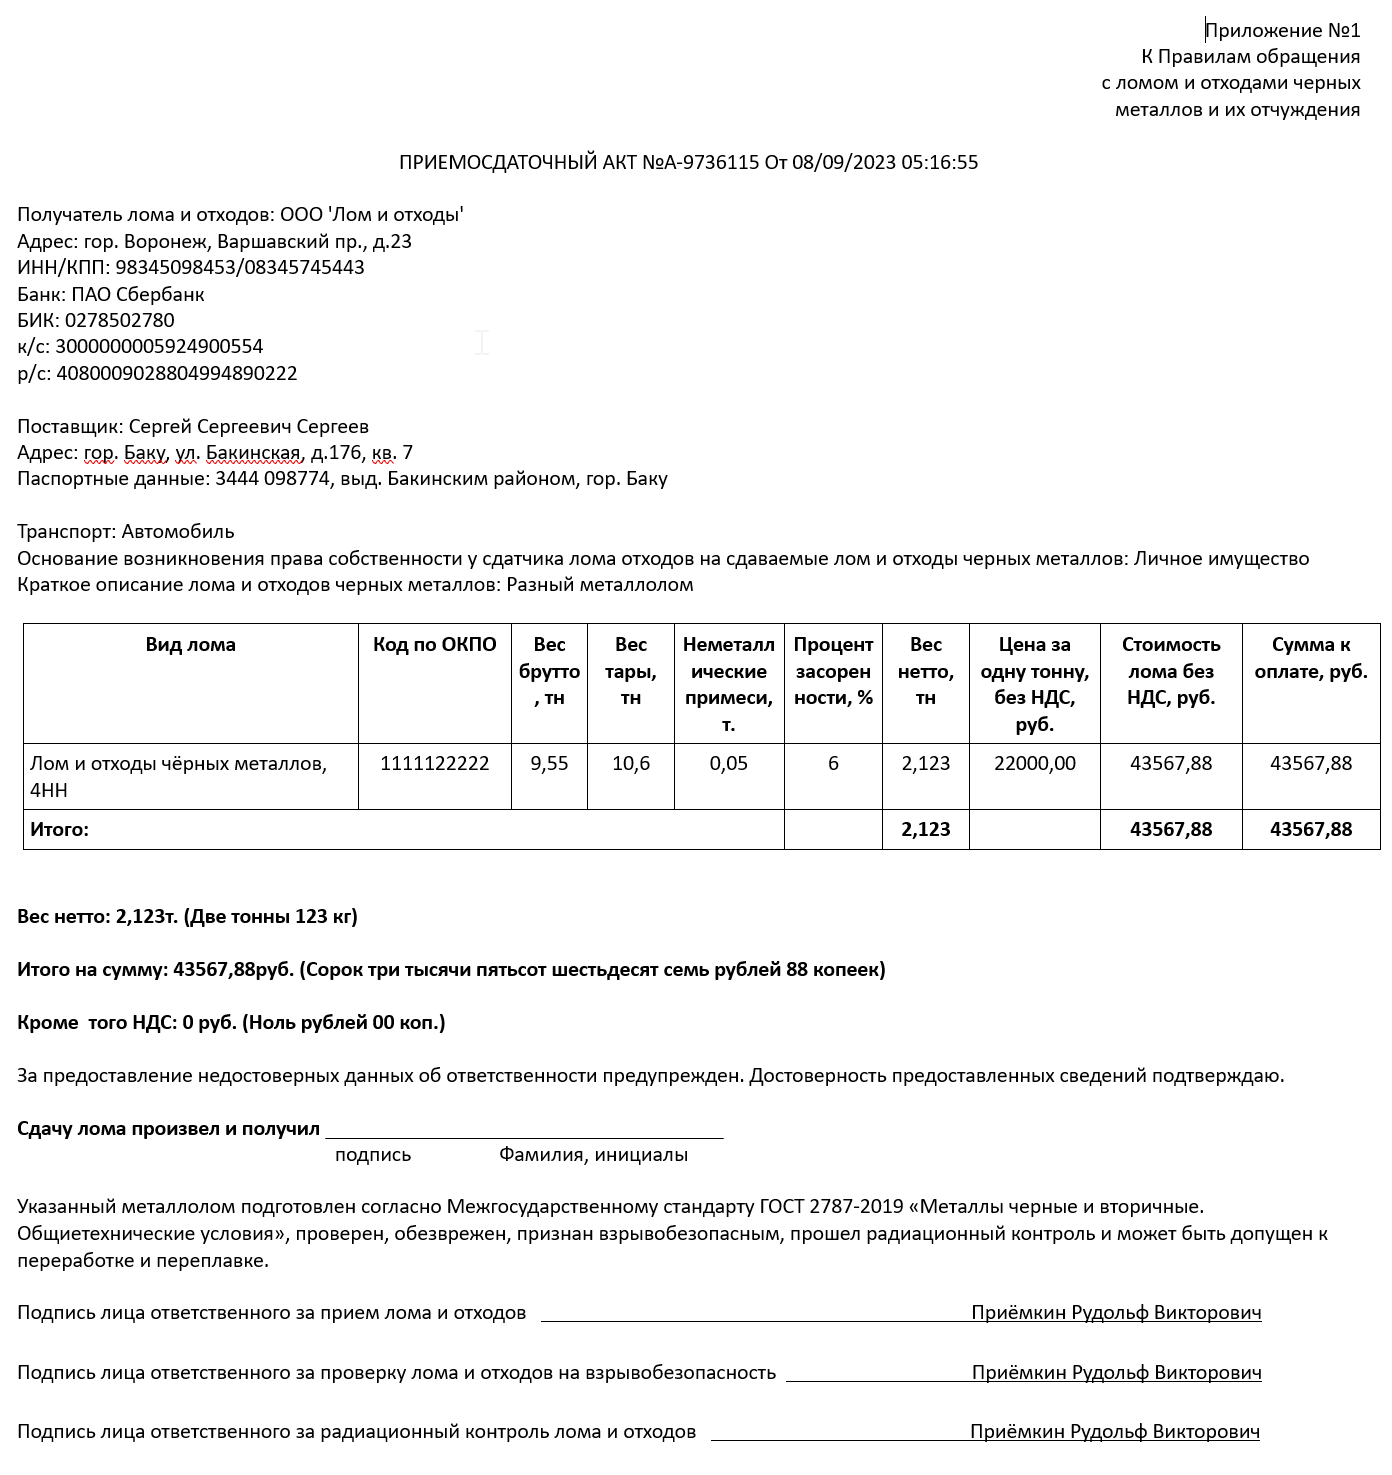 Приложение №1
К Правилам обращения
с ломом и отходами черных
металлов и их отчуждения
ПРИЕМОСДАТОЧНЫЙ АКТ №А-9736115 От 08/09/2023 05:16:55
Получатель лома и отходов: ООО 'Лом и отходы'
Адрес: гор. Воронеж, Варшавский пр., д.23
ИНН/КПП: 98345098453/08345745443
Банк: ПАО Сбербанк
БИК: 0278502780
к/с: 3000000005924900554
р/с: 4080009028804994890222
Поставщик: Сергей Сергеевич Сергеев
Адрес: гор. Баку, ул. Бакинская, д.176, кв. 7
Паспортные данные: 3444 098774, выд. Бакинским районом, гор. Баку
Транспорт: Автомобиль
Основание возникновения права собственности у сдатчика лома отходов на сдаваемые лом и отходы черных металлов: Личное имущество
Краткое описание лома и отходов черных металлов: Разный металлолом
Вид лома Код по ОКПО Вес Вес Неметалл Процент Вес Цена за Стоимость Сумма к
брутто тары, ические засорен нетто, одну тонну, лома без оплате, руб.
, тн тн примеси, ности, % тн без НДС, НДС, руб.
т. руб.
Лом и отходы чёрных металлов, 1111122222 9,55 10,6 0,05 6 2,123 22000,00 43567,88 43567,88
4НН
Итого: 2,123 43567,88 43567,88
Вес нетто: 2,123т. (Две тонны 123 кг)
Итого на сумму: 43567,88руб. (Сорок три тысячи пятьсот шестьдесят семь рублей 88 копеек)
Кроме  того НДС: 0 руб. (Ноль рублей 00 коп.)
За предоставление недостоверных данных об ответственности предупрежден. Достоверность предоставленных сведений подтверждаю.
Сдачу лома произвел и получил
подпись Фамилия, инициалы
Указанный металлолом подготовлен согласно Межгосударственному стандарту ГОСТ 2787-2019 «Металлы черные и вторичные.
Общиетехнические условия», проверен, обезврежен, признан взрывобезопасным, прошел радиационный контроль и может быть допущен к
переработке и переплавке.
Подпись лица ответственного за прием лома и отходов Приёмкин Рудольф Викторович
Подпись лица ответственного за проверку лома и отходов на взрывобезопасность Приёмкин Рудольф Викторович
Подпись лица ответственного за радиационный контроль лома и отходов Приёмкин Рудольф Викторович